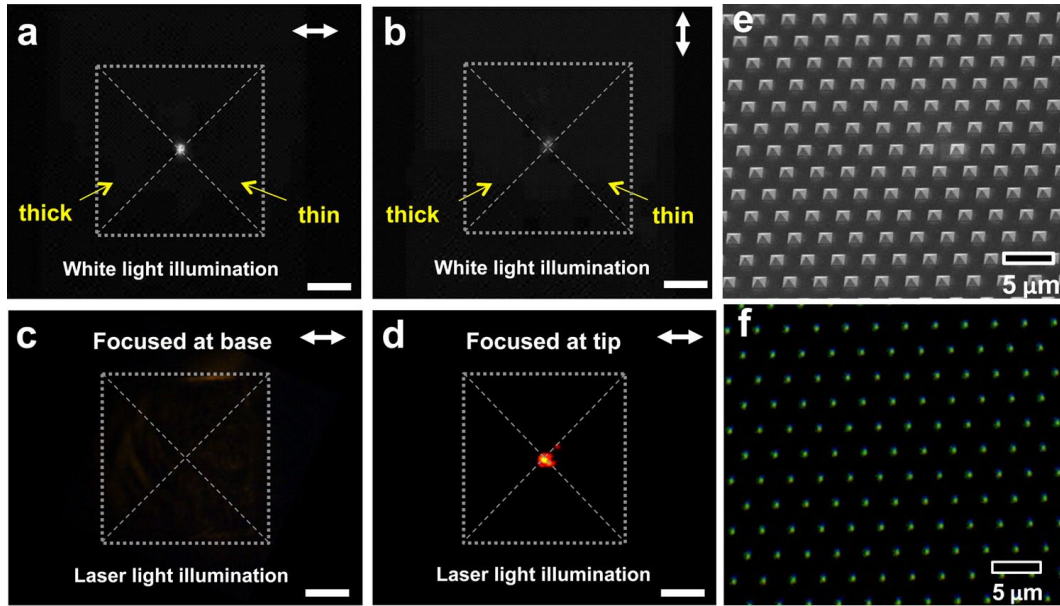 a
thick
thin
White light illumination
b
thick
thin
White light illumination
e
5 µm
c
Focused at base
Laser light illumination
d
Focused at tip
Laser light illumination
f
5 µm